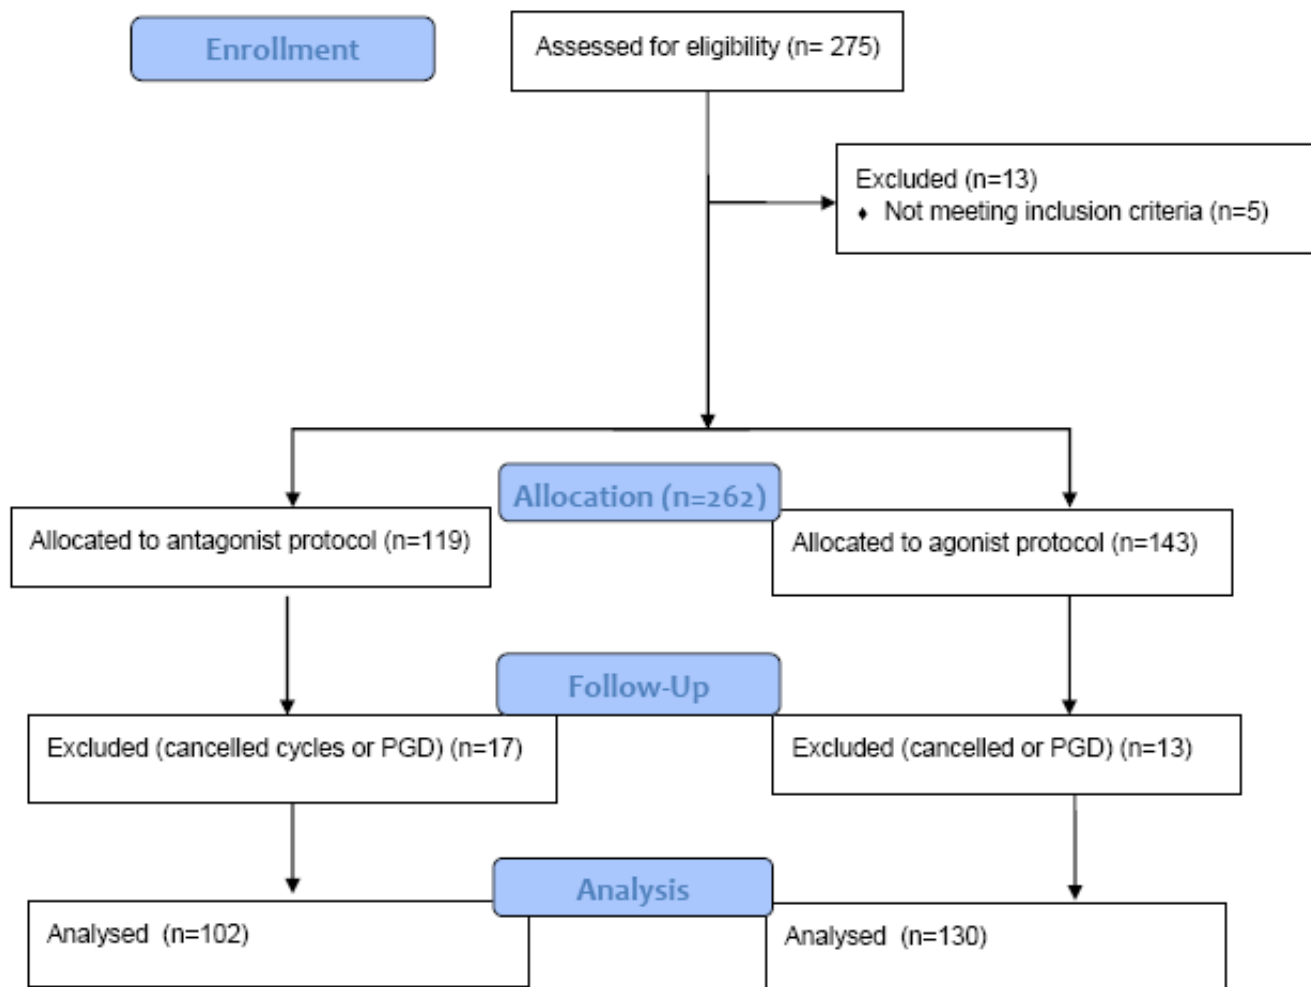 Enrollment
Assessed for eligibility (n= 275)
Excluded (n=13)
♦ Not meeting inclusion criteria (n=5)
Allocation (n=262)
Allocated to antagonist protocol (n=119)
Allocated to agonist protocol (n=143)
Follow-Up
Excluded (cancelled cycles or PGD) (n=17)
Excluded (cancelled or PGD) (n=13)
Analysis
Analysed (n=102)
Analysed (n=130)